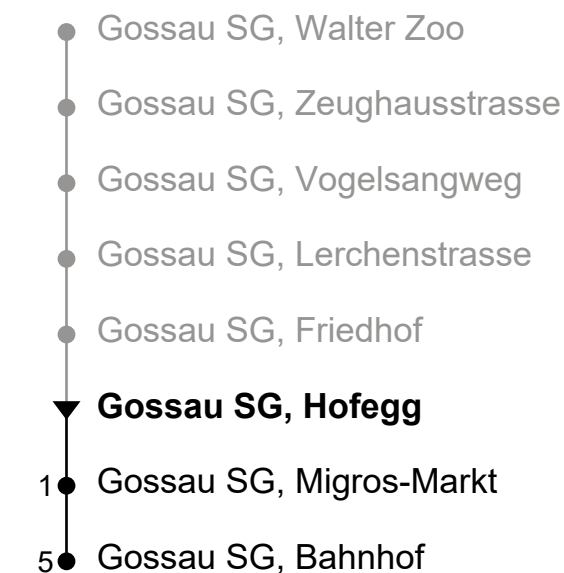 Gossau SG, Walter Zoo
Gossau SG, Zeughausstrasse
Gossau SG, Vogelsangweg
Gossau SG, Lerchenstrasse
Gossau SG, Friedhof
Gossau SG, Hofegg
1 Gossau SG, Migros-Markt
5 Gossau SG, Bahnhof